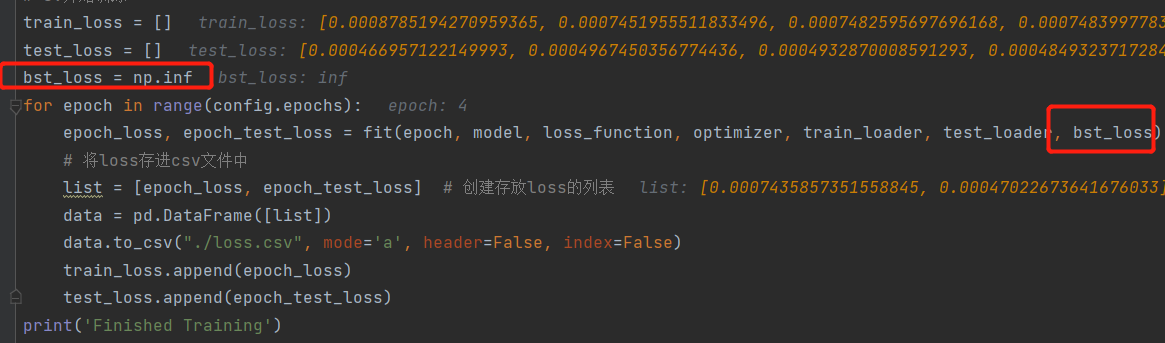 train_loss = []  train_loss: [0.0008785194270959365, 0.0007451955511833496, 0.0007482595697696168, 0.00074839977783
test_loss = []  test_loss: [0.000466957122149993, 0.0004967450356774436, 0.0004932870008591293, 0.0004849323717284
bst_loss = np.inf  bst_loss: inf
for epoch in range(config.epochs):  epoch: 4
epoch_loss, epoch_test_loss = fit(epoch, model, loss_function, optimizer, train_loader, test_loader, bst_loss)
# 将loss存进csv文件中
list = [epoch_loss, epoch_test_loss]  # 创建存放loss的列表  list: [0.0007435857351558845, 0.00047022673641676033]
data = pd.DataFrame([list])
data.to_csv("./loss.csv", mode='a', header=False, index=False)
train_loss.append(epoch_loss)
test_loss.append(epoch_test_loss)
print('Finished Training')